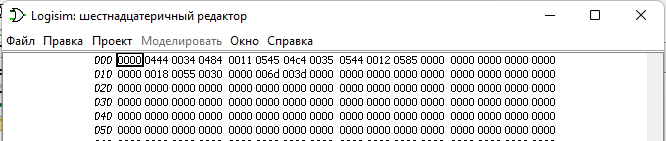 Logisim: шестнадцатеричный редактор
Файл Правка Проект Моделировать Окно Справка
000 0000 0444 0034 0484 0011 0545 04c4 0035 0544 0012 0585 0000 0000 0000 0000 0000
010 0000 0018 0055 0030 0000 006d 003d 0000 0000 0000 0000 0000 0000 0000 0000 0000
020 0000 0000 0000 0000 0000 0000 0000 0000 0000 0000 0000 0000 0000 0000 0000 0000
030 0000 0000 0000 0000 0000 0000 0000 0000 0000 0000 0000 0000 0000 0000 0000 0000
040 0000 0000 0000 0000 0000 0000 0000 0000 0000 0000 0000 0000 0000 0000 0000 0000
050 0000 0000 0000 0000 0000 0000 0000 0000 0000 0000 0000 0000 0000 0000 0000 0000